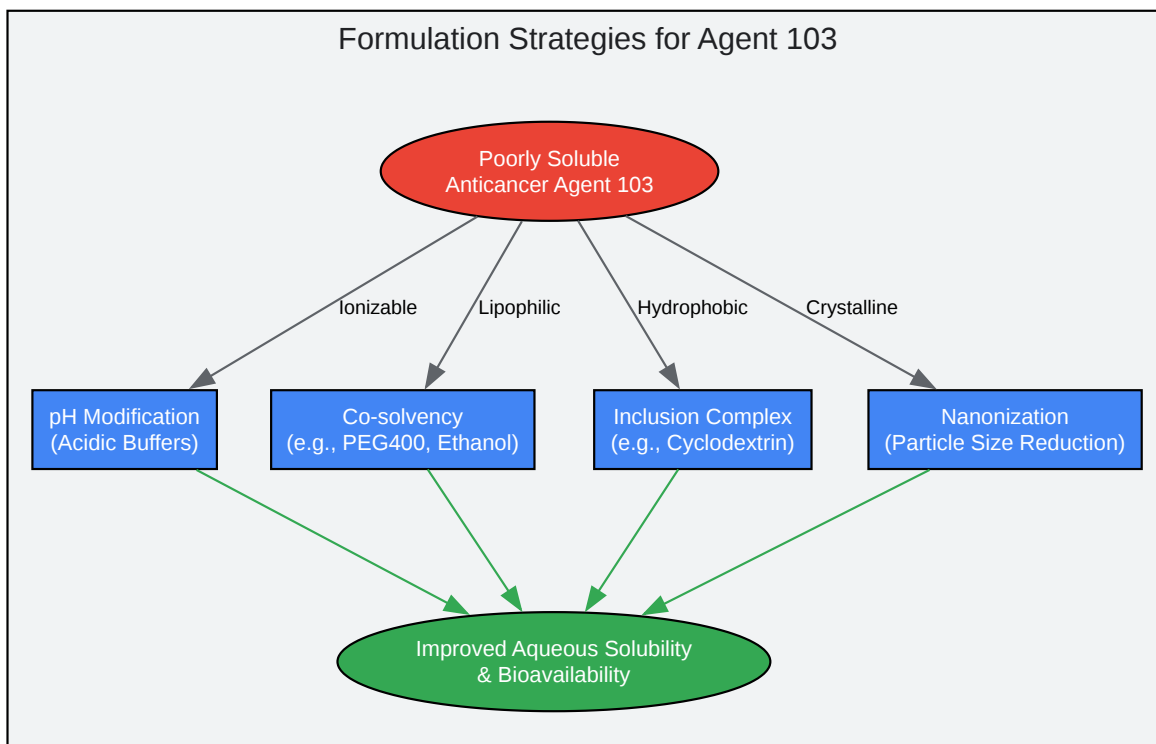 Formulation Strategies for Agent 103
Poorly Soluble
Anticancer Agent 103
Ionizable
Lipophilic
Hydrophobic
Crystalline
pH Modification
(Acidic Buffers)
Co-solvency
(e.g., PEG400, Ethanol)
Inclusion Complex
(e.g., Cyclodextrin)
Nanonization
(Particle Size Reduction)
Improved Aqueous Solubility
& Bioavailability